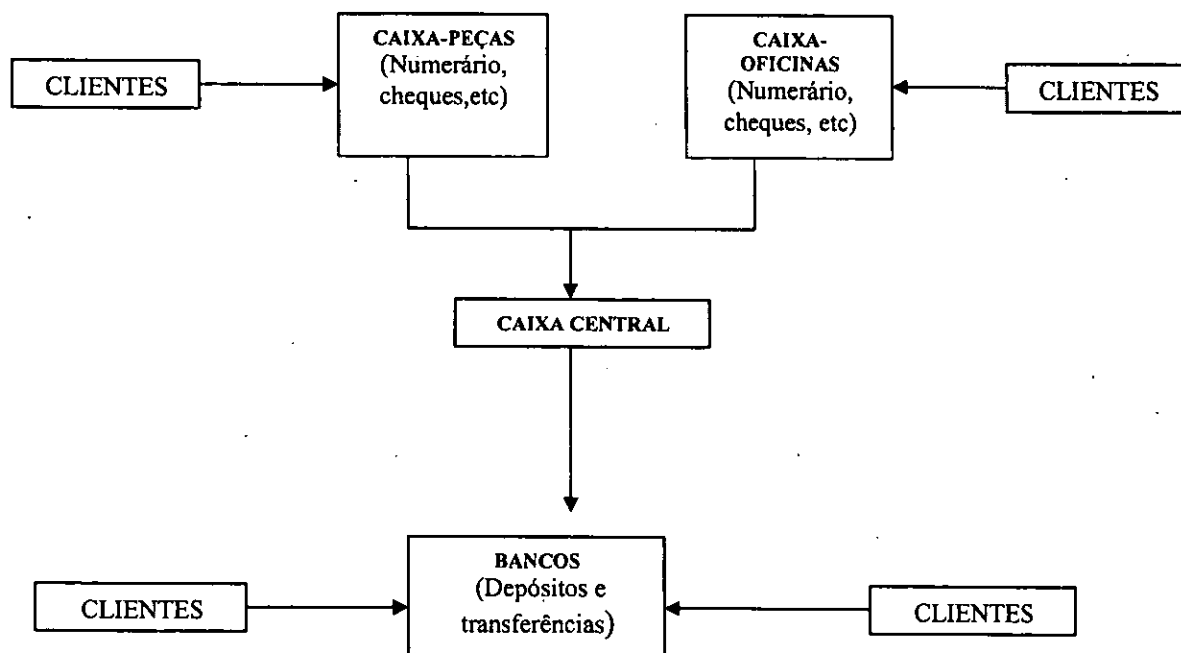 CAIXA-PEÇAS
(Numerário,
cheques,etc)
CAIXA-
OFICINAS
(Numerário,
cheques, etc)
CLIENTES
CLIENTES
CAIXA CENTRAL
BANCOS
(Depósitos e
transferências)
CLIENTES
CLIENTES